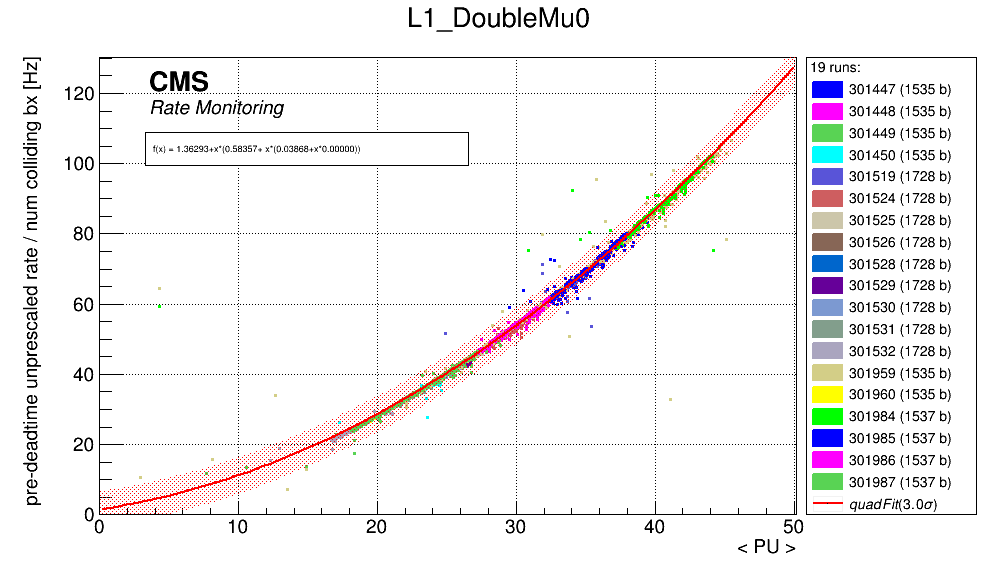 L1_DoubleMu0
pre-deadtime unprescaled rate / num colliding bx [Hz]
CMS
Rate Monitoring
f(x) = 1.36293+x*(0.58357+ x*(0.03868+x*0.00000))
120
100
80
60
40
20
0
0 10 20 30 40 50
< PU >
19 runs:
301447 (1535 b)
301448 (1535 b)
301449 (1535 b)
301450 (1535 b)
301519 (1728 b)
301524 (1728 b)
301525 (1728 b)
301526 (1728 b)
301528 (1728 b)
301529 (1728 b)
301530 (1728 b)
301531 (1728 b)
301532 (1728 b)
301959 (1535 b)
301960 (1535 b)
301984 (1537 b)
301985 (1537 b)
301986 (1537 b)
301987 (1537 b)
quadFit(3.0σ)